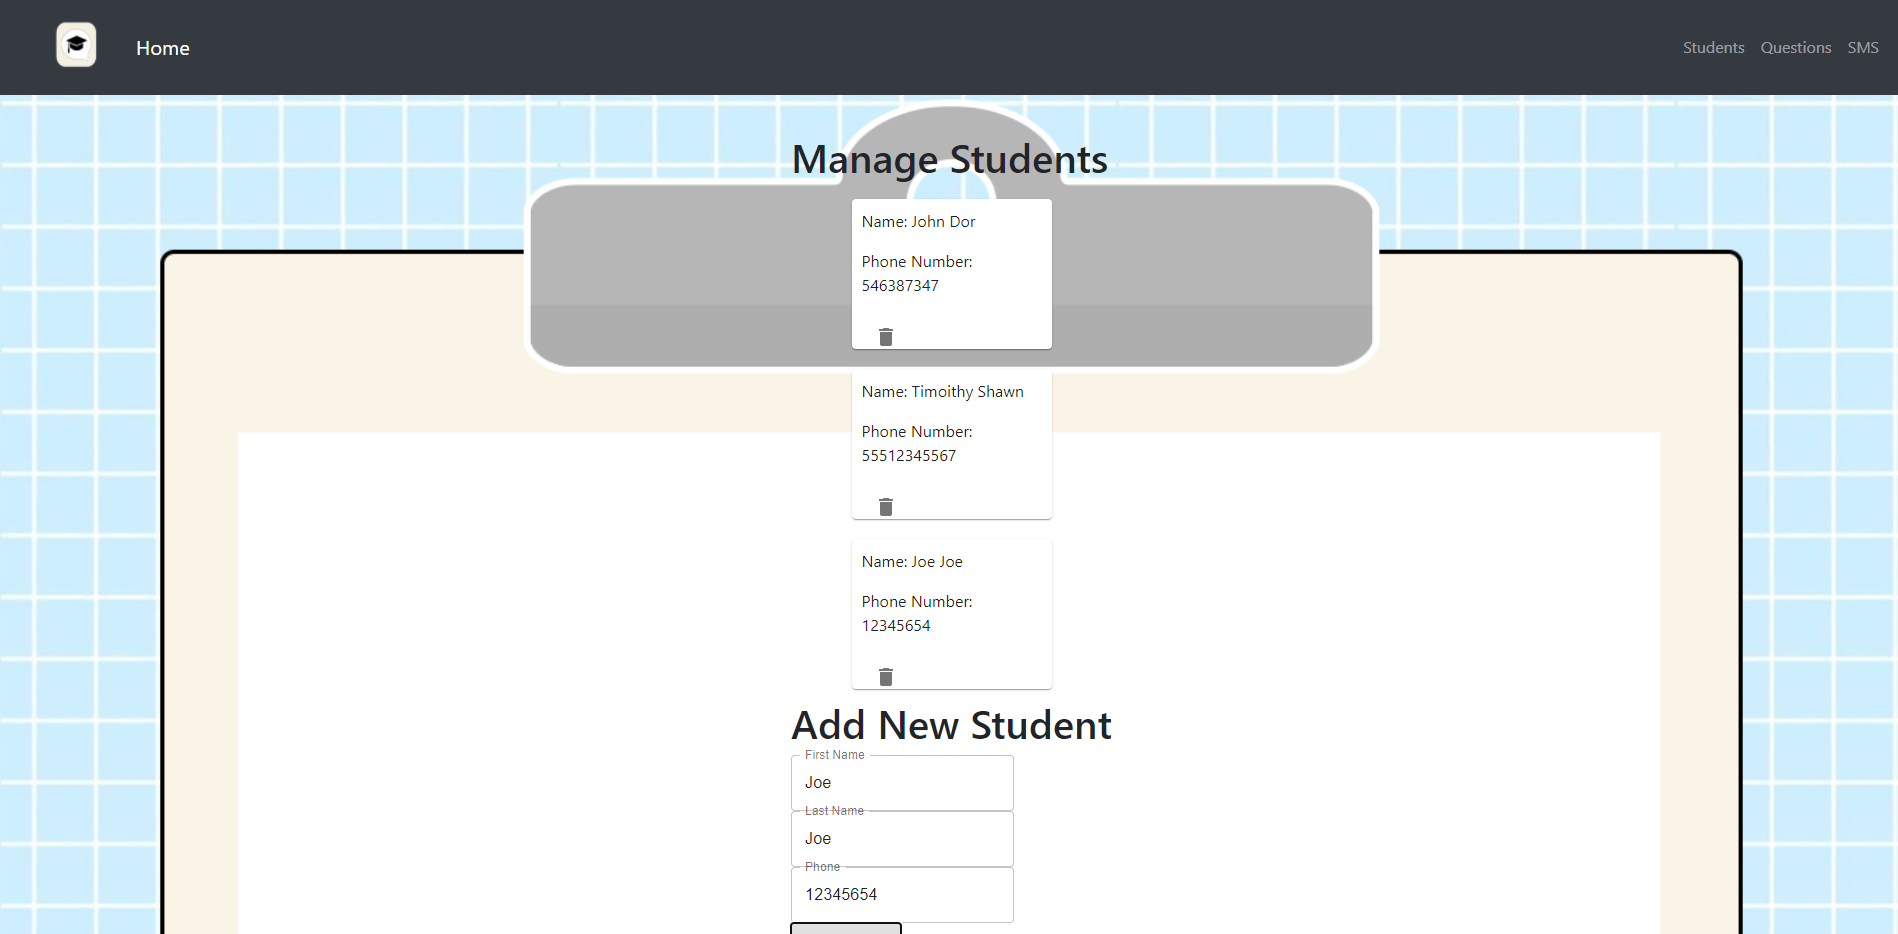 Home
Students
Questions
SMS
Manage Students
Name: John Dor
Phone Number:
546387347
Name: Timoithy Shawn
Phone Number:
55512345567
Name: Joe Joe
Phone Number:
12345654
Add New Student
First Name
Joe
Last Name
Joe
Phone
12345654